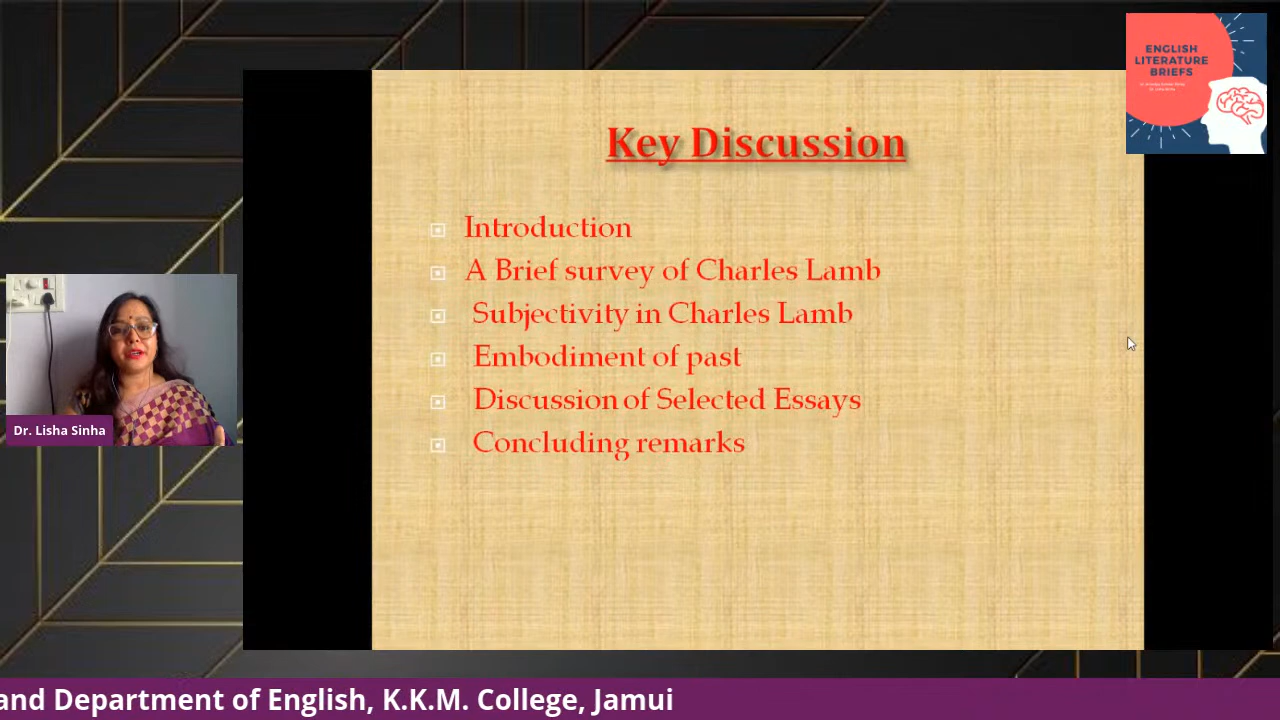 ENGLISH
LITERATURE
BRIEFS
Key Discussion
Introduction
A Brief survey of Charles Lamb
Subjectivity in Charles Lamb
Embodiment of past
Discussion of Selected Essays
Concluding remarks
Dr. Lisha Sinha
and Department of English, K.K.M. College, Jamui